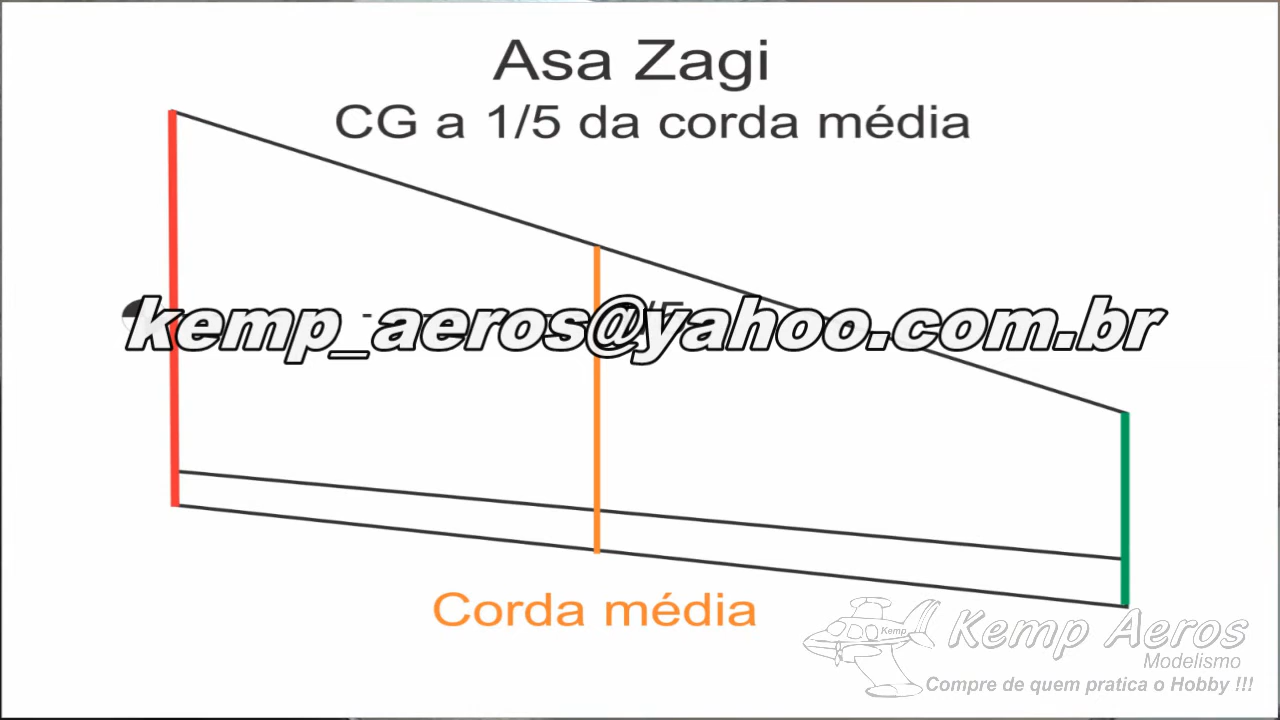 Asa Zagi
CG a 1/5 da corda média
kemp_aeros@yahoo.com.br
Corda média
Kemp
Kemp Aeros
Modelismo
Compre de quem pratica o Hobby !!!